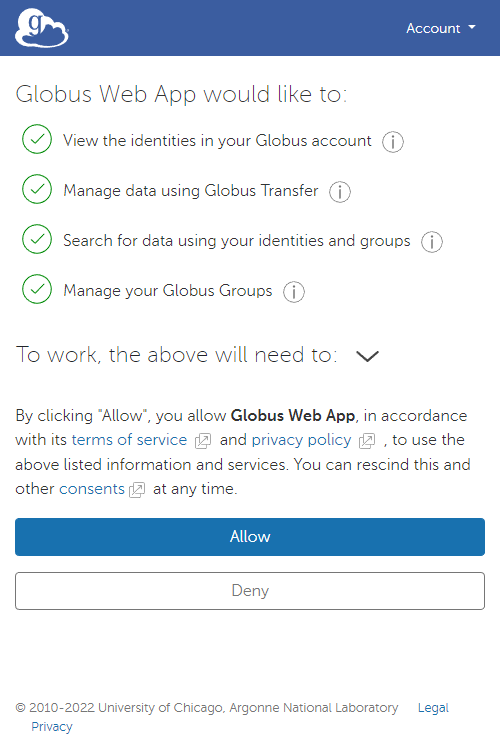 g
Account
Globus Web App would like to:
View the identities in your Globus account
Manage data using Globus Transfer
Search for data using your identities and groups
Manage your Globus Groups
To work, the above will need to:
By clicking "Allow", you allow Globus Web App, in accordance
with its terms of service and privacy policy , to use the
above listed information and services. You can rescind this and
other consents at any time.
Allow
Deny
© 2010-2022 University of Chicago, Argonne National Laboratory Legal
Privacy